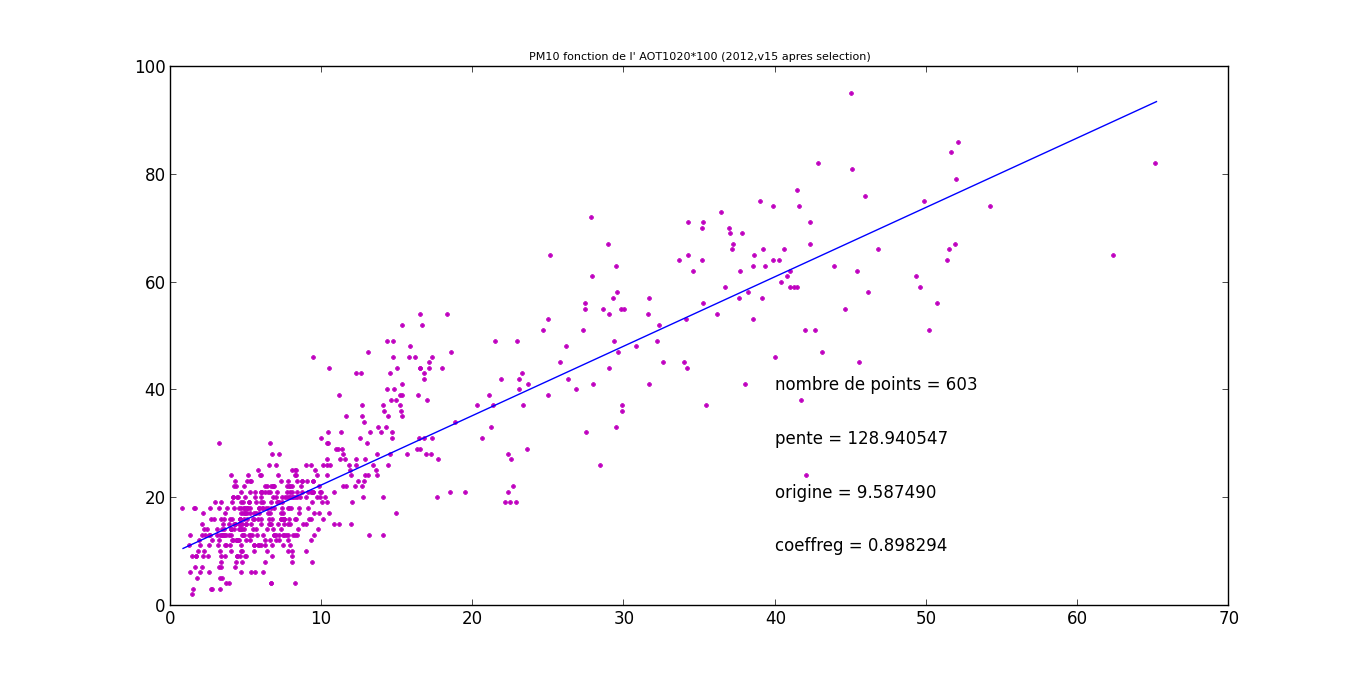 PM10 fonction de l' AOT1020*100 (2012,v15 apres selection)
100
80
60
40
20
0
nombre de points = 603
pente = 128.940547
origine = 9.587490
coeffreg = 0.898294
0 10 20 30 40 50 60 70